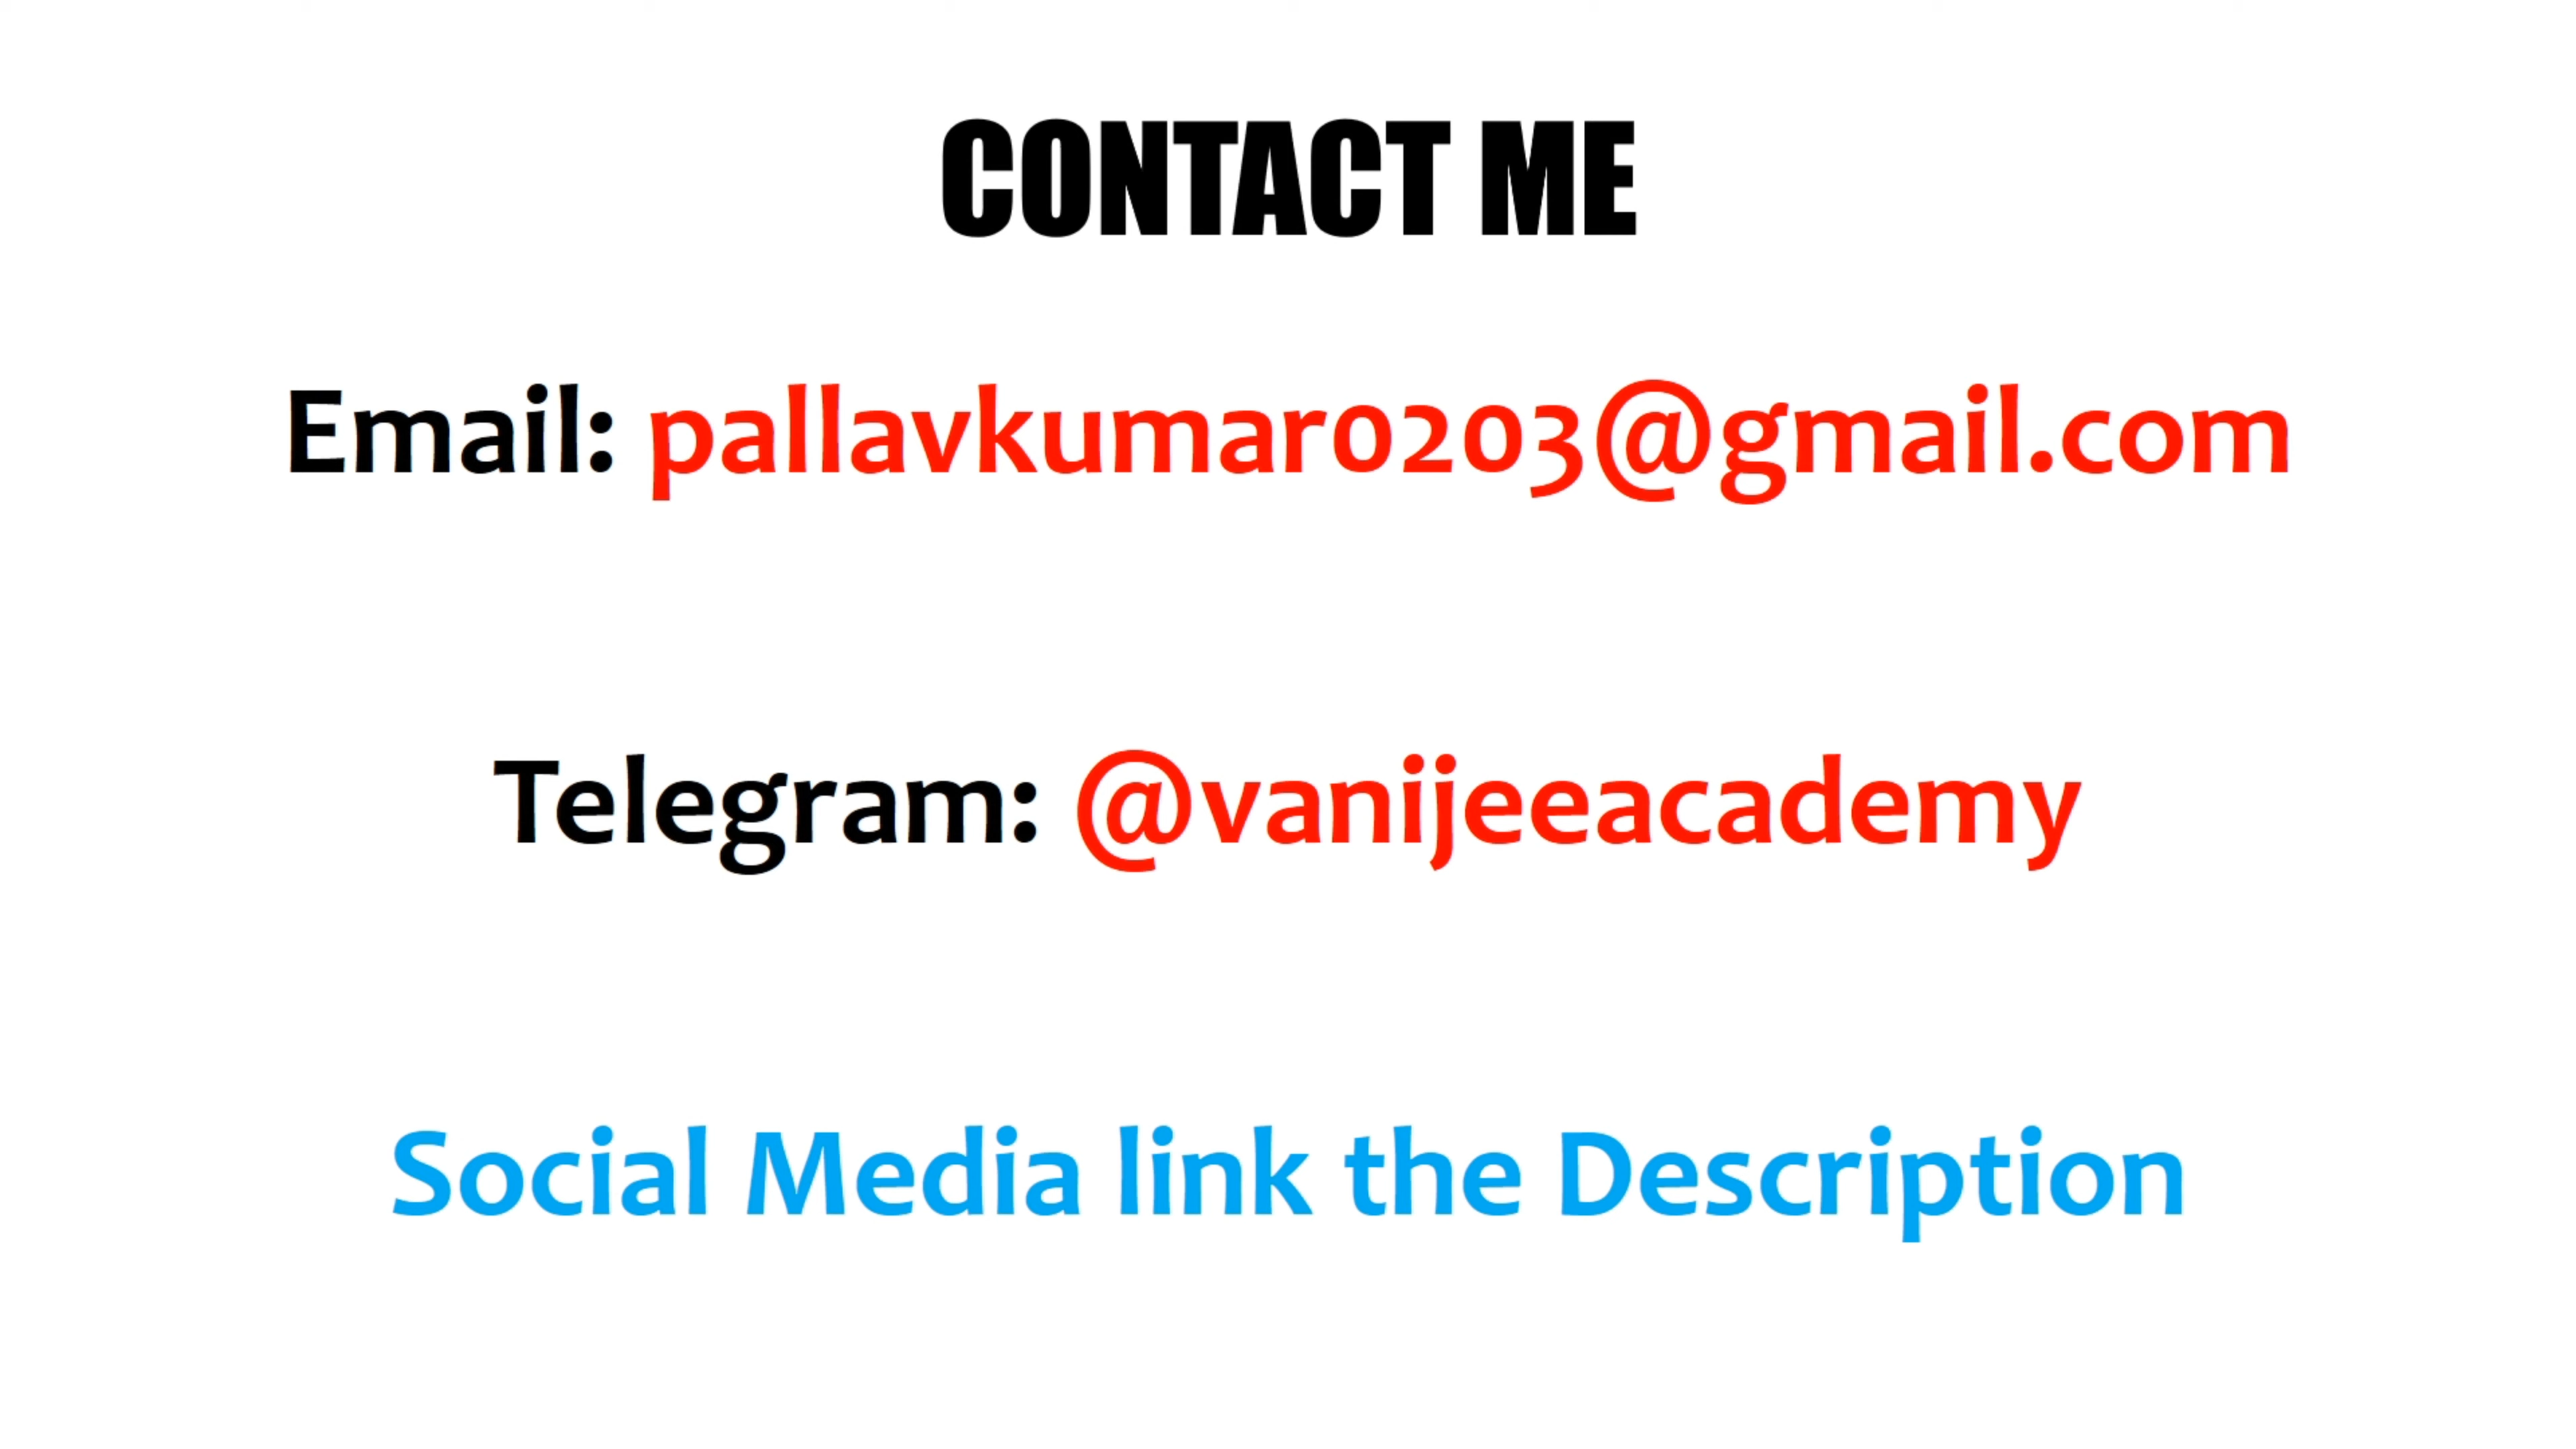 CONTACT ME
Email: pallavkumar0203@gmail.com
Telegram: @vanijeeacademy
Social Media link the Description